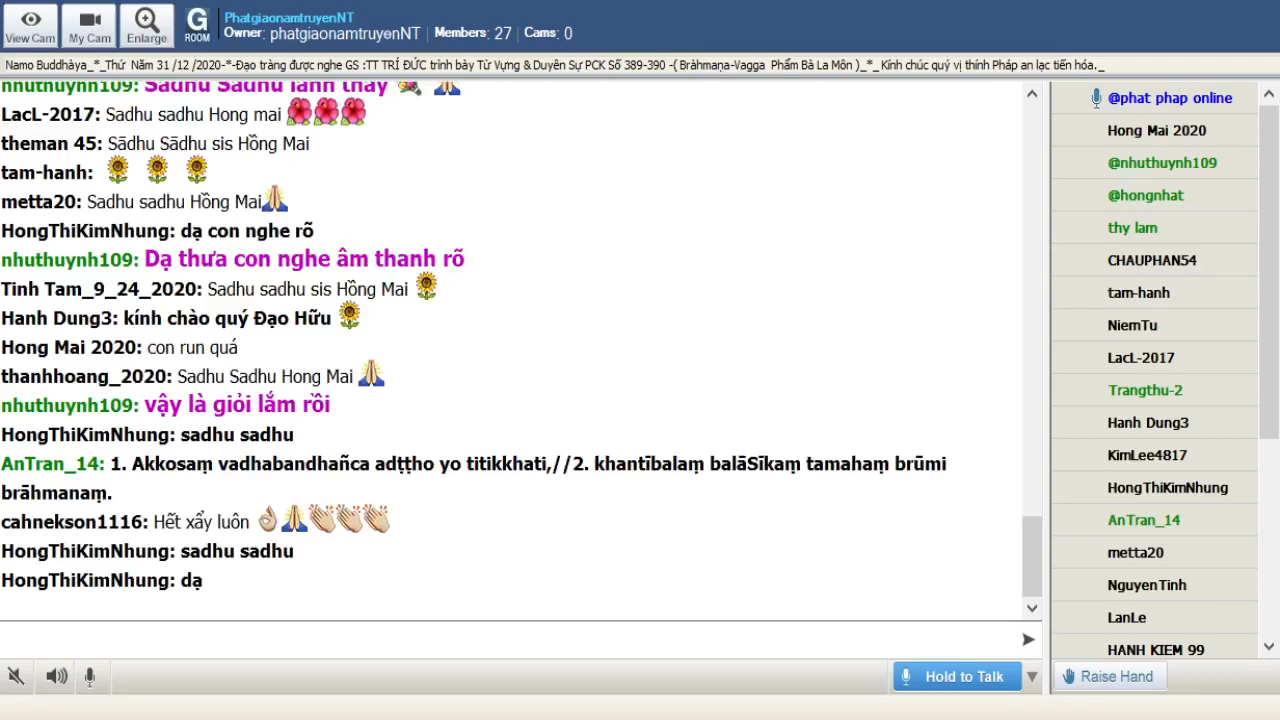 View Cam
My Cam
Enlarge
G
ROOM
PhatgiaonamtruyenNT
Owner: phatgiaonamtruyenNT | Members: 27 | Cams: 0
Namo Buddhàya_*_Thứ Năm 31 /12 /2020-*-Đạo tràng được nghe GS :TT TRÍ ĐỨC trình bày Từ Vựng & Duyên Sự PCK Số 389-390 -( Bràhmaṇa-Vagga Phẩm Bà La Môn )_*_ Kính chúc quý vị thính Pháp an lạc tiến hóa._
nhuthuynh109: Sadhu Sadhu lành thay
LacL-2017: Sadhu sadhu Hong mai
theman 45: Sādhu Sādhu sis Hồng Mai
tam-hanh:
metta20: Sadhu sadhu Hồng Mai
HongThiKimNhung: dạ con nghe rõ
nhuthuynh109: Dạ thưa con nghe âm thanh rõ
Tinh Tam_9_24_2020: Sadhu sadhu sis Hồng Mai
Hanh Dung3: kính chào quý Đạo Hữu
Hong Mai 2020: con run quá
thanhhoang_2020: Sadhu Sadhu Hong Mai
nhuthuynh109: vậy là giỏi lắm rồi
HongThiKimNhung: sadhu sadhu
AnTran_14: 1. Akkosaṃ vadhabandhañca adṭṭho yo titikkhati,//2. khantībalaṃ balāSīkaṃ tamahaṃ brūmi
brāhmanaṃ.
cahnekson1116: Hết xẩy luôn
HongThiKimNhung: sadhu sadhu
HongThiKimNhung: dạ
Hold to Talk
@phat phap online
Hong Mai 2020
@nhuthuynh109
@hongnhat
thy lam
CHAUPHAN54
tam-hanh
NiemTu
LacL-2017
Trangthu-2
Hanh Dung3
KimLee4817
HongThiKimNhung
AnTran_14
metta20
NguyenTinh
LanLe
HANH KIEM 99
Raise Hand